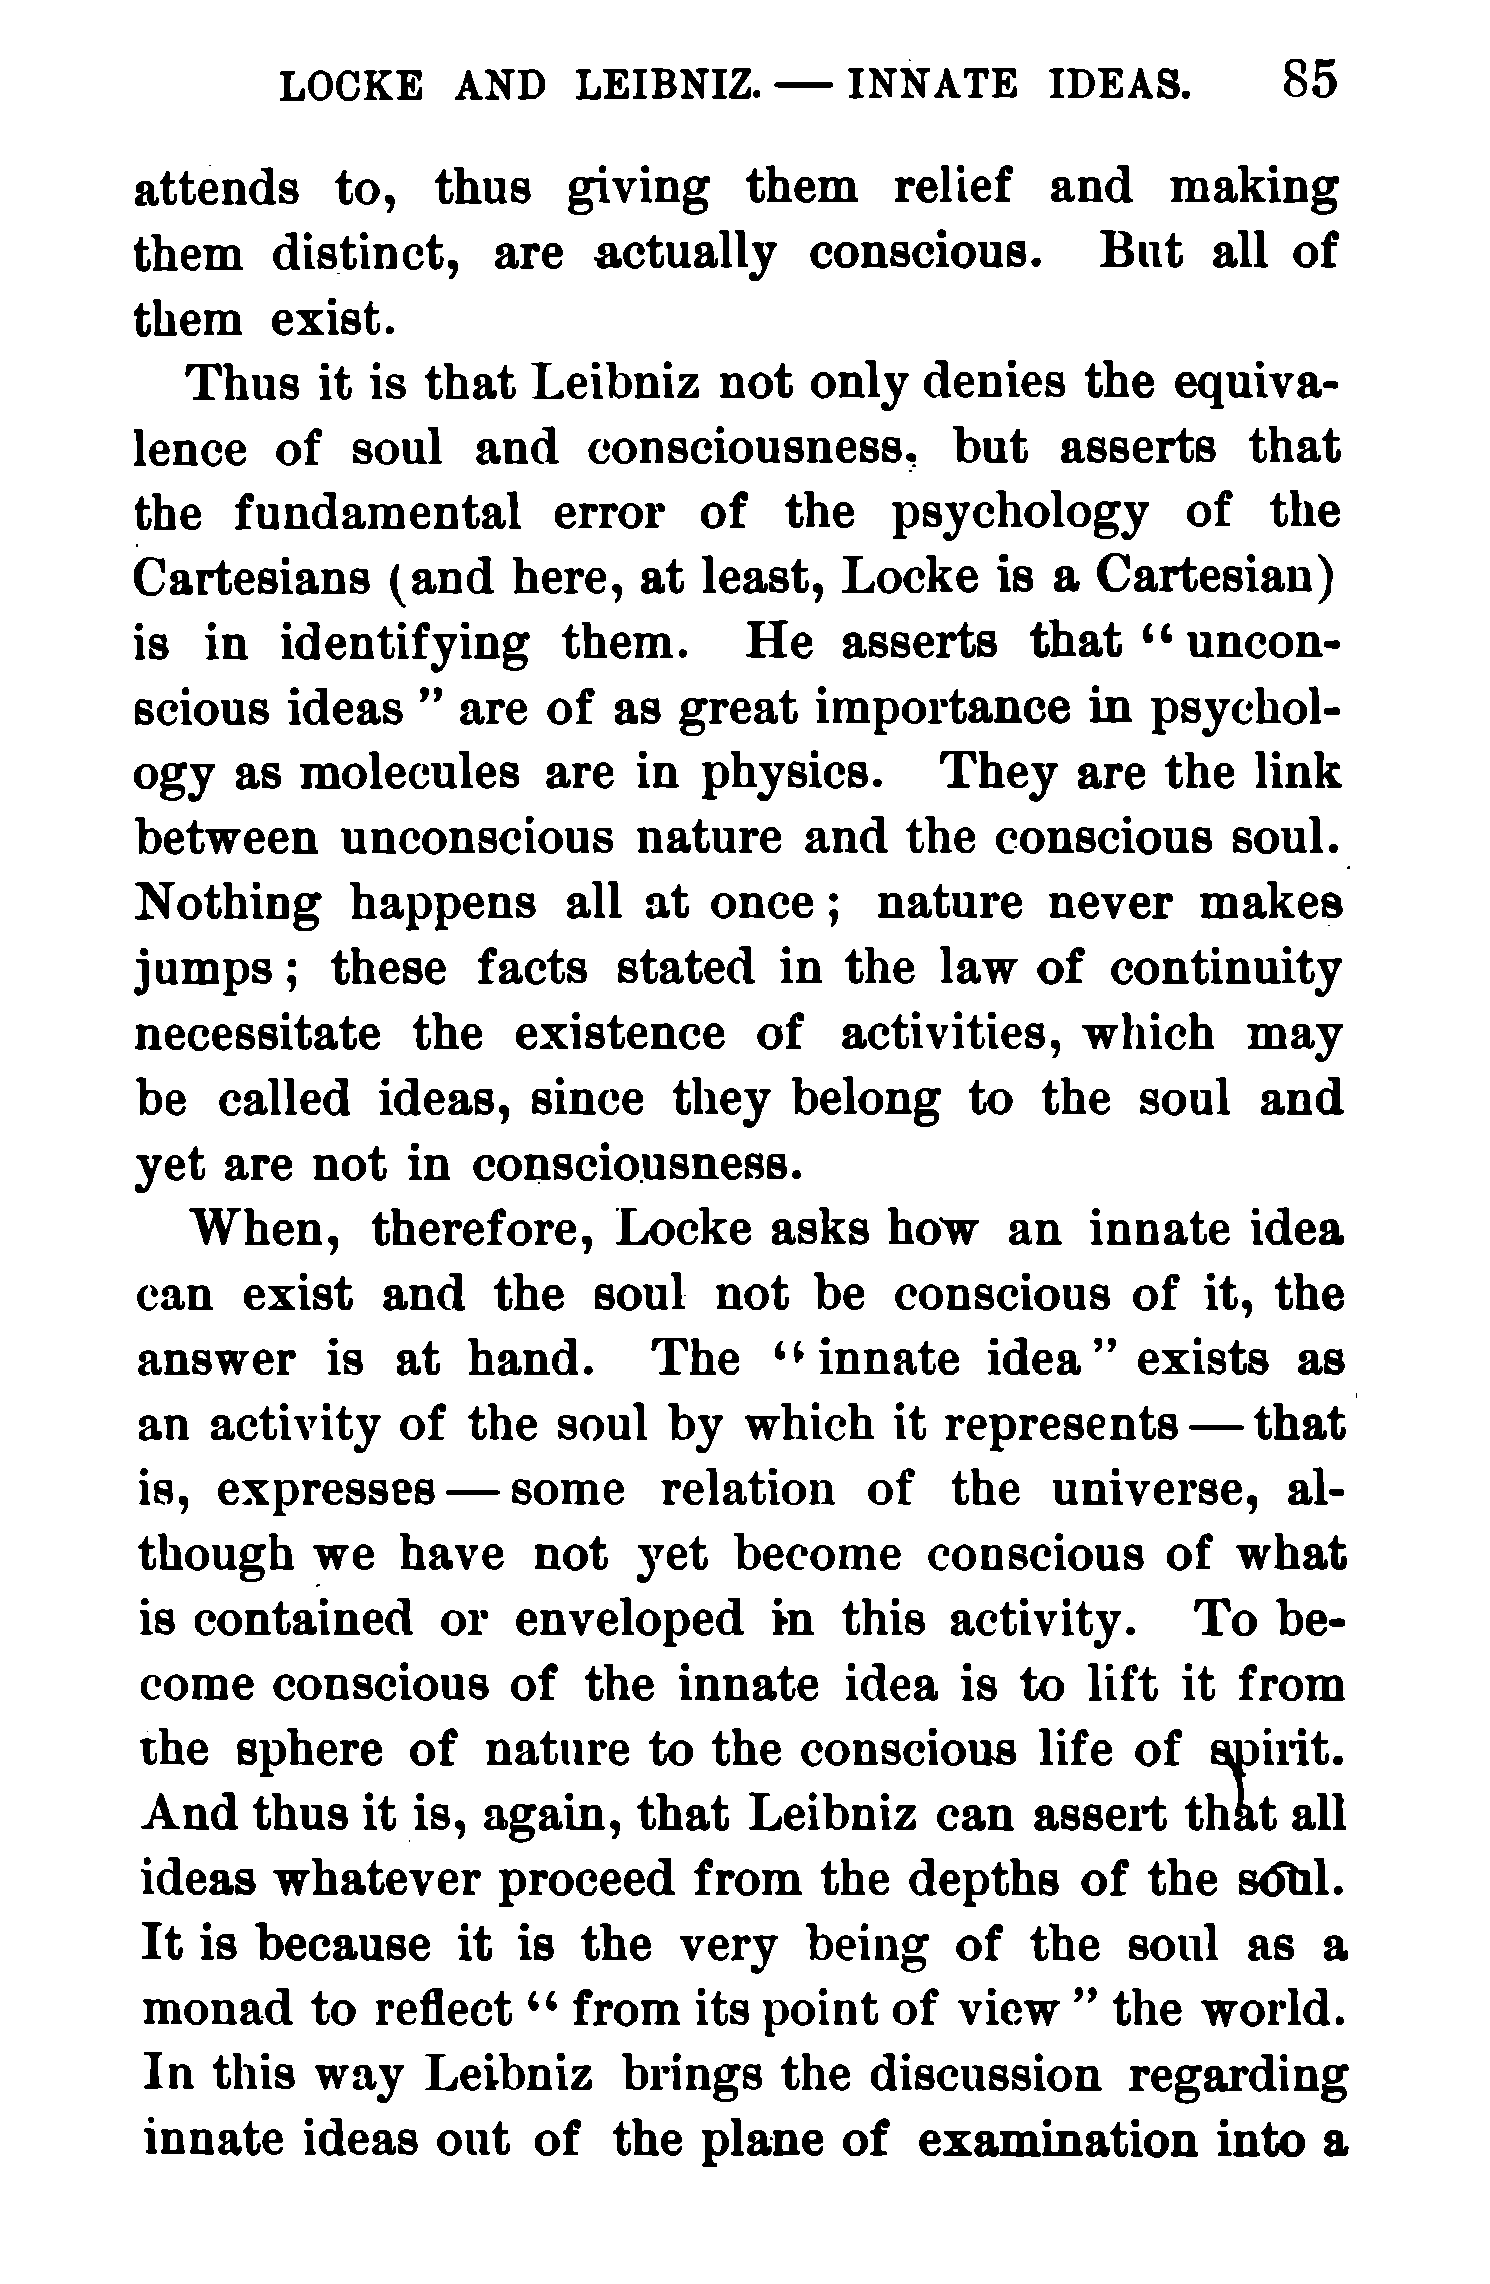 LOCKE AND LEIBNIZ. — INNATE IDEAS. 85
attends to, thus giving them relief and making
them distinct, are actually conscious. But all of
them exist.
Thus it is that Leibniz not only denies the equiva-
lence of soul and consciousness, but asserts that
the fundamental error of the psychology of the
Cartesians (and here, at least, Locke is a Cartesian)
is in identifying them. He asserts that “ uncon-
scious ideas ” are of as great importance in psychol-
ogy as molecules are in physics. They are the link
between unconscious nature and the conscious soul.
Nothing happens all at once ; nature never makes
jumps ; these facts stated in the law of continuity
necessitate the existence of activities, which may
be called ideas, since they belong to the soul and
yet are not in consciousness.
When, therefore, Locke asks how an innate idea
can exist and the soul not be conscious of it, the
answer is at hand. The “ innate idea ” exists as
an activity of the soul by which it represents — that
is, expresses — some relation of the universe, al-
though we have not yet become conscious of what
is contained or enveloped in this activity. To be-
come conscious of the innate idea is to lift it from
the sphere of nature to the conscious life of spirit.
And thus it is, again, that Leibniz can assert that all
ideas whatever proceed from the depths of the soul.
It is because it is the very being of the soul as a
monad to reflect “ from its point of view ” the world.
In this way Leibniz brings the discussion regarding
innate ideas out of the plane of examination into a